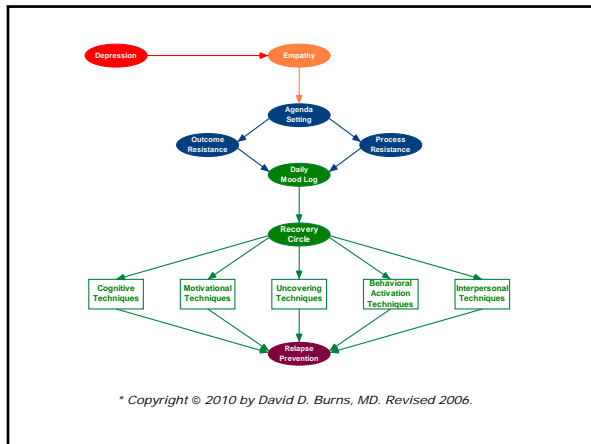 Depression
Empathy
Agenda
Setting
Outcome
Resistance
Process
Resistance
Daily
Mood Log
Recovery
Circle
Cognitive
Techniques
Motivational
Techniques
Uncovering
Techniques
Behavioral
Activation
Techniques
Interpersonal
Techniques
Relapse
Prevention
* Copyright © 2010 by David D. Burns, MD. Revised 2006.